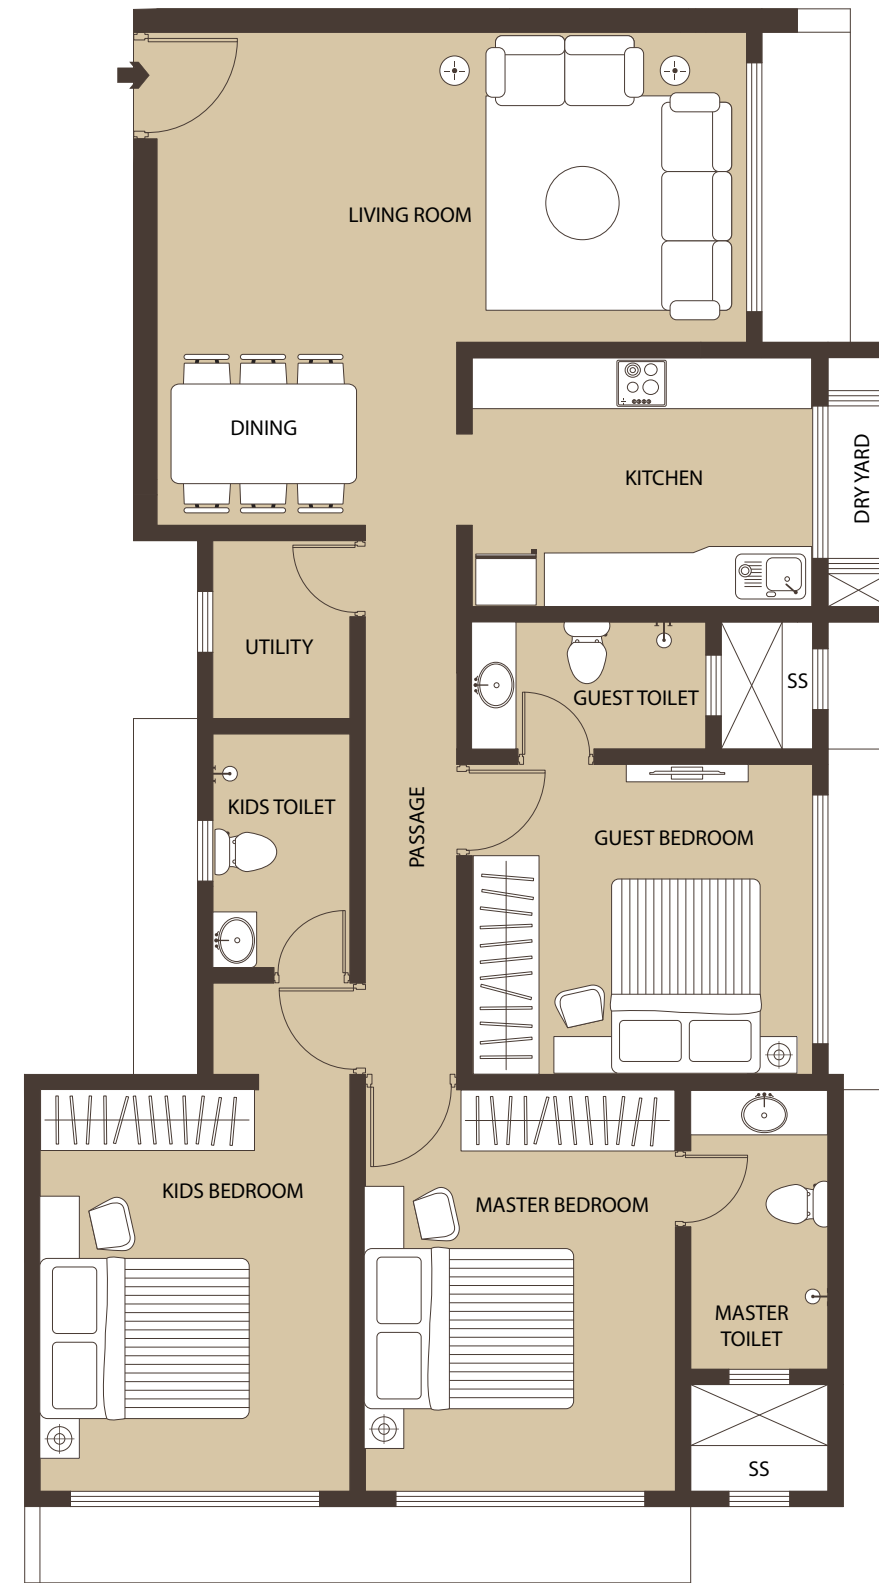 LIVING ROOM
DINING
KITCHEN
DRY YARD
UTILITY
SS
GUEST TOILET
KIDS TOILET
PASSAGE
GUEST BEDROOM
KIDS BEDROOM
MASTER BEDROOM
MASTER
TOILET
SS